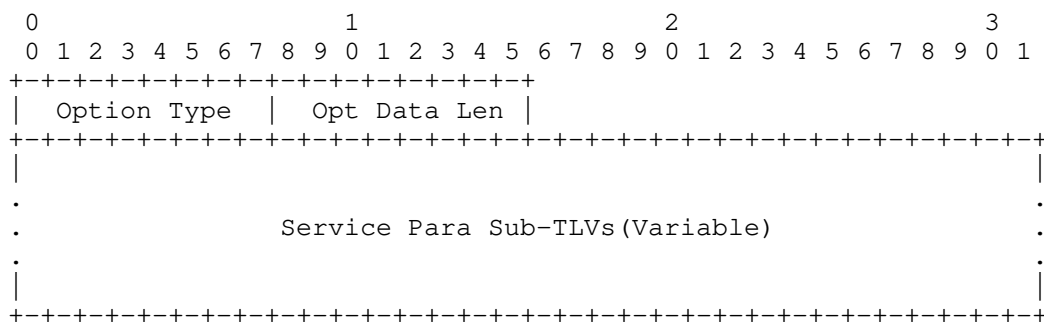 0                   1                   2                   3
0 1 2 3 4 5 6 7 8 9 0 1 2 3 4 5 6 7 8 9 0 1 2 3 4 5 6 7 8 9 0 1
+-+-+-+-+-+-+-+-+-+-+-+-+-+-+-+-+
|  Option Type  |  Opt Data Len |
+-+-+-+-+-+-+-+-+-+-+-+-+-+-+-+-+-+-+-+-+-+-+-+-+-+-+-+-+-+-+-+-+
|                                                               |
.                                                               .
.                Service Para Sub-TLVs(Variable)                .
.                                                               .
|                                                               |
+-+-+-+-+-+-+-+-+-+-+-+-+-+-+-+-+-+-+-+-+-+-+-+-+-+-+-+-+-+-+-+-+